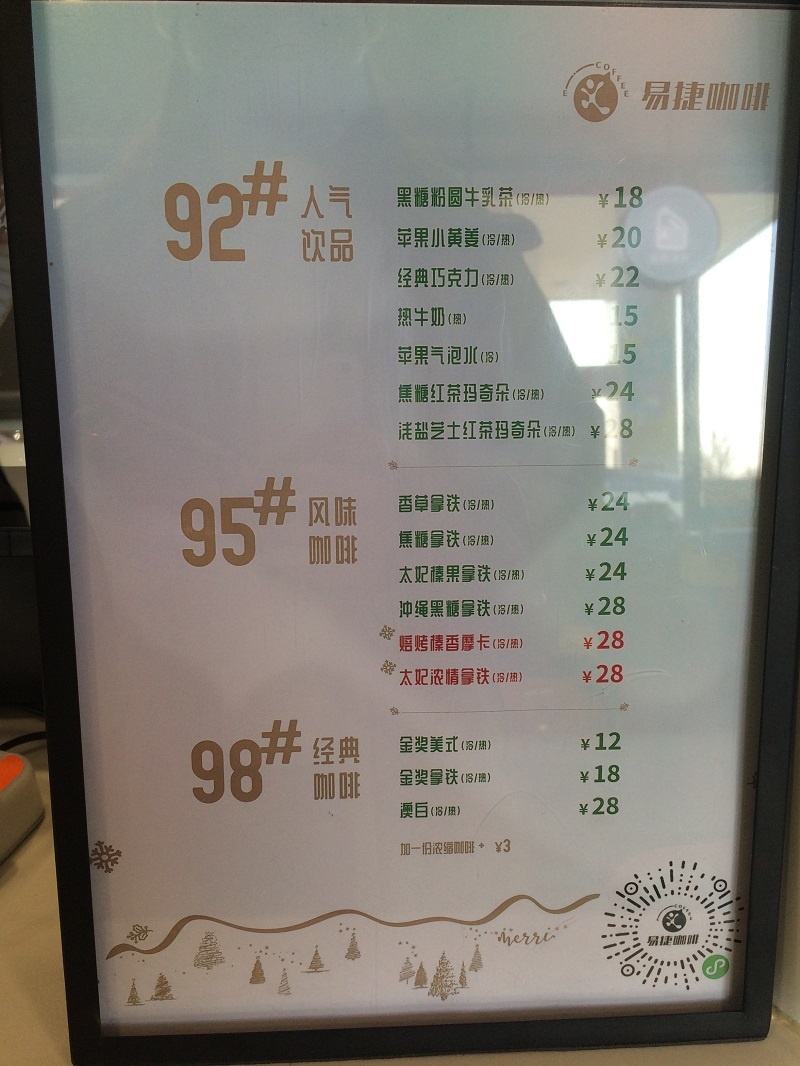 E COFFEE
易捷咖啡
92# 人气饮品
黑糖粉圆牛乳茶(冷/热) ¥18
苹果小黄姜(冷/热) ¥20
经典巧克力(冷/热) ¥22
热牛奶(热) 15
苹果气泡水(冷) 15
焦糖红茶玛奇朵(冷/热) ¥24
浅盐芝士红茶玛奇朵(冷/热) ¥28
95# 风味咖啡
香草拿铁(冷/热) ¥24
焦糖拿铁(冷/热) ¥24
太妃榛果拿铁(冷/热) ¥24
冲绳黑糖拿铁(冷/热) ¥28
焙烤榛香摩卡(冷/热) ¥28
太妃浓情拿铁(冷/热) ¥28
98# 经典咖啡
金奖美式(冷/热) ¥12
金奖拿铁(冷/热) ¥18
澳白(冷/热) ¥28
加一份浓缩咖啡+ ¥3
merri
易捷咖啡